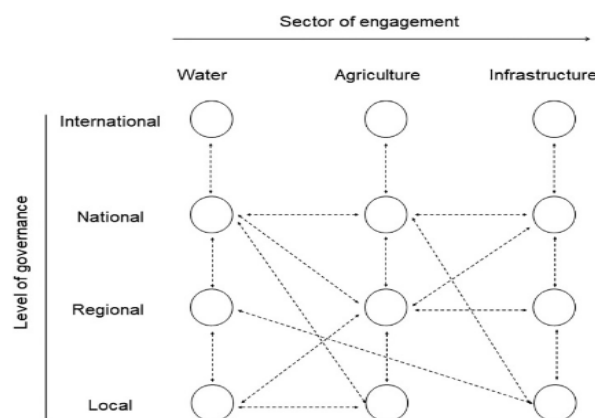 Sector of engagement
Water Agriculture Infrastructure
International
National
Regional
Local
Level of governance